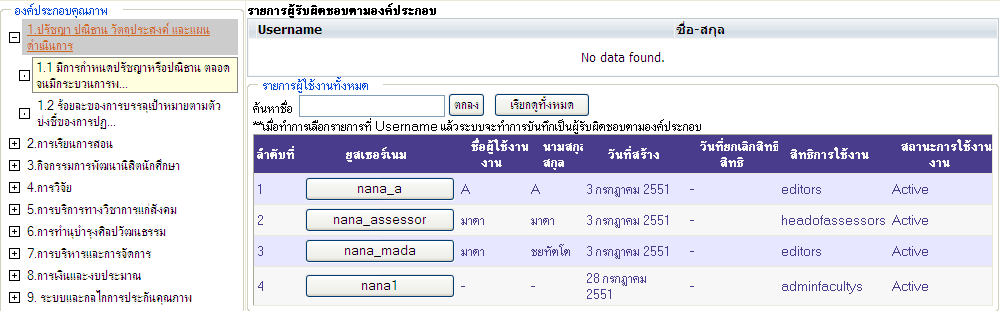 องค์ประกอบคุณภาพ
1.ปรัชญา ปณิธาน วัตถุประสงค์ และแผน
ดำเนินการ
1.1 มีการกำหนดปรัชญาหรือปณิธาน ตลอด
จนมีกระบวนการพ...
1.2 ร้อยละของการบรรลุเป้าหมายตามตัว
บ่งชี้ของการปฏ...
2.การเรียนการสอน
3.กิจกรรมการพัฒนานิสิตนักศึกษา
4.การวิจัย
5.การบริการทางวิชาการแก่สังคม
6.การทำนุบำรุงศิลปวัฒนธรรม
7.การบริหารและการจัดการ
8.การเงินและงบประมาณ
9. ระบบและกลไกการประกันคุณภาพ
รายการผู้รับผิดชอบตามองค์ประกอบ
Username ชื่อ-สกุล
No data found.
รายการผู้ใช้งานทั้งหมด
ค้นหาชื่อ ตกลง เรียกดูทั้งหมด
**เมื่อทำการเลือกรายการที่ Username แล้วระบบจะทำการบันทึกเป็นผู้รับผิดชอบตามองค์ประกอบ
ลำดับที่ ยูสเซอร์เนม ชื่อผู้ใช้งาน นามสกุล วันที่สร้าง วันที่ยกเลิกสิทธิ สิทธิการใช้งาน สถานะการใช้งาน
งาน สกุล สิทธิ งาน
1 nana_a A A 3 กรกฎาคม 2551 - editors Active
2 nana_assessor มาดา มาดา 3 กรกฎาคม 2551 - headofassessors Active
3 nana_mada มาดา ชยทัตโต 3 กรกฎาคม 2551 - editors Active
4 nana1 - - 28 กรกฎาคม
2551 - adminfacultys Active